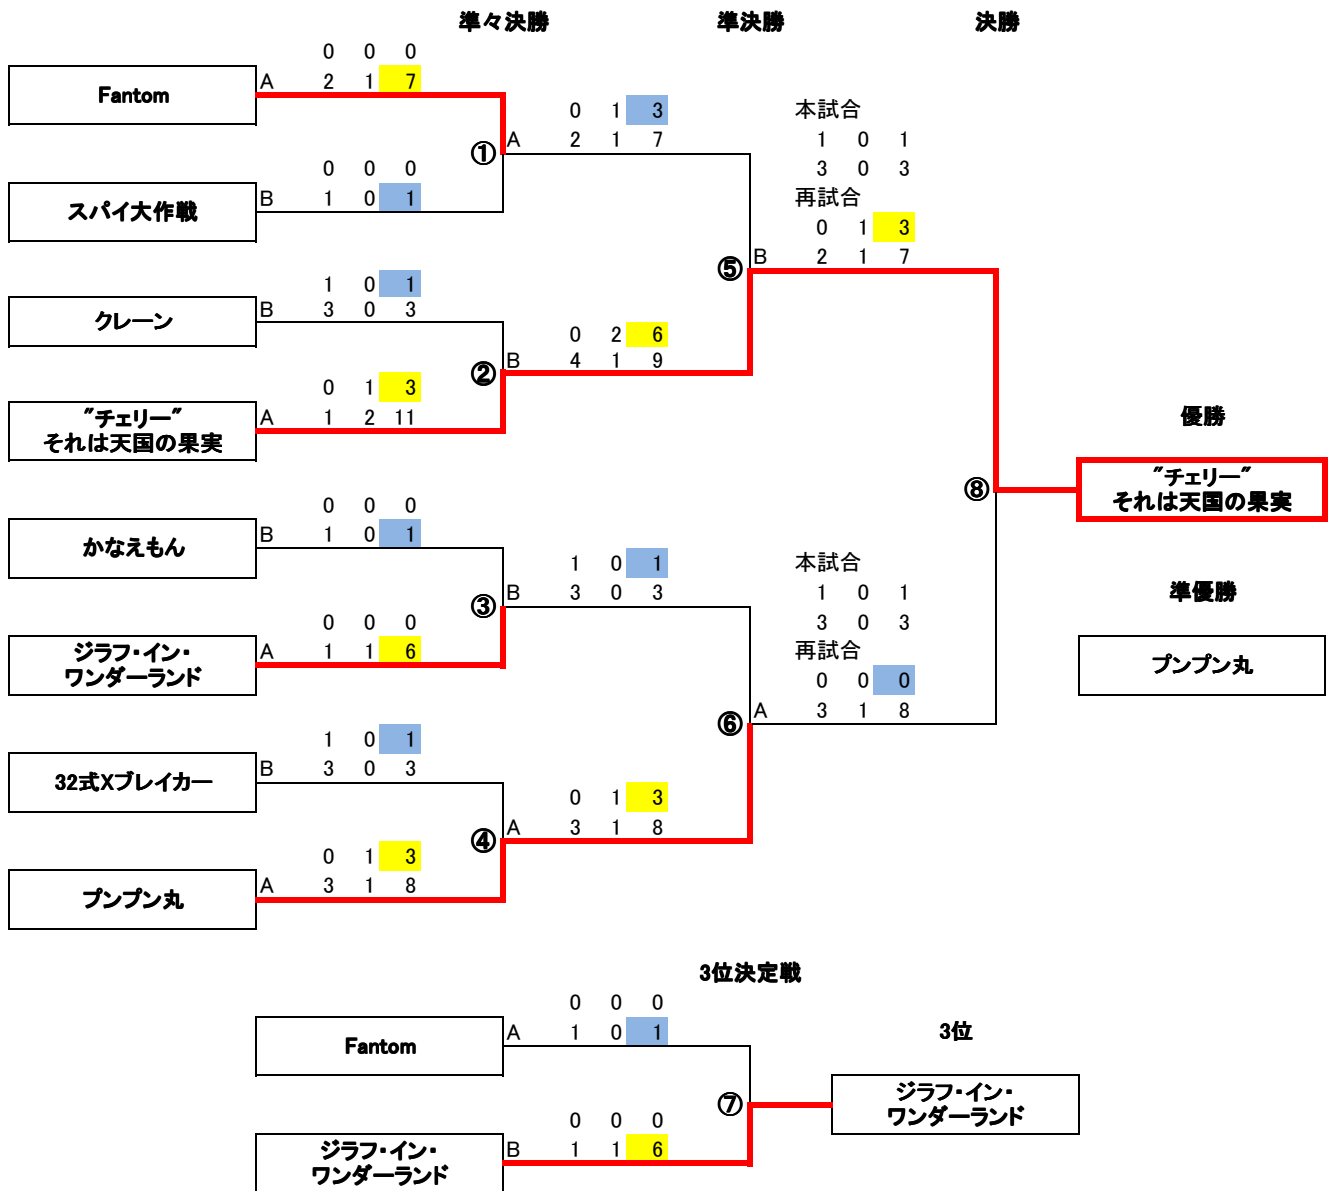 準々決勝 準決勝 決勝
0 0 0
Fantom A 2 1 7
0 1 3 本試合
① A 2 1 7 1 0 1
0 0 0 3 0 3
スパイ大作戦 B 1 0 1 再試合
0 1 3
⑤ B 2 1 7
1 0 1
クレーン B 3 0 3
0 2 6
② B 4 1 9
0 1 3
"チェリー" A 1 2 11 優勝
それは天国の果実
⑧ "チェリー"
それは天国の果実
0 0 0
かなえもん B 1 0 1
1 0 1 本試合
③ B 3 0 3 1 0 1 準優勝
0 0 0 3 0 3
ジラフ・イン・ A 1 1 6 再試合 プンプン丸
ワンダーランド
0 0 0
⑥ A 3 1 8
1 0 1
32式Xブレイカー B 3 0 3
0 1 3
④ A 3 1 8
0 1 3
プンプン丸 A 3 1 8
3位決定戦
0 0 0
Fantom A 1 0 1 3位
⑦ ジラフ・イン・
ワンダーランド
0 0 0
ジラフ・イン・ B 1 1 6
ワンダーランド